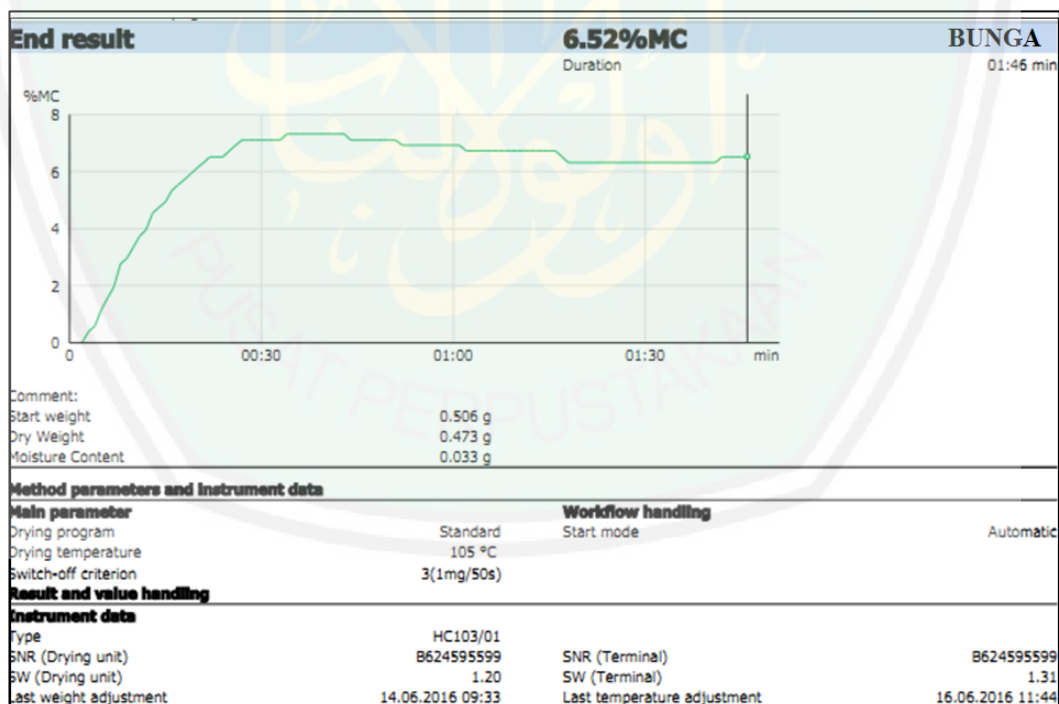 End result 6.52%MC BUNGA
Duration 01:46 min
%MC
8
6
4
2
0
0 00:30 01:00 01:30 min
Comment:
Start weight 0.506 g
Dry Weight 0.473 g
Moisture Content 0.033 g
Method parameters and instrument data
Main parameter Workflow handling
Drying program Standard Start mode Automatic
Drying temperature 105 °C
Switch-off criterion 3(1mg/50s)
Result and value handling
Instrument data
Type HC103/01
SNR (Drying unit) B624595599 SNR (Terminal) B624595599
SW (Drying unit) 1.20 SW (Terminal) 1.31
Last weight adjustment 14.06.2016 09:33 Last temperature adjustment 16.06.2016 11:44
PUSAT PERPUSTAKAAN